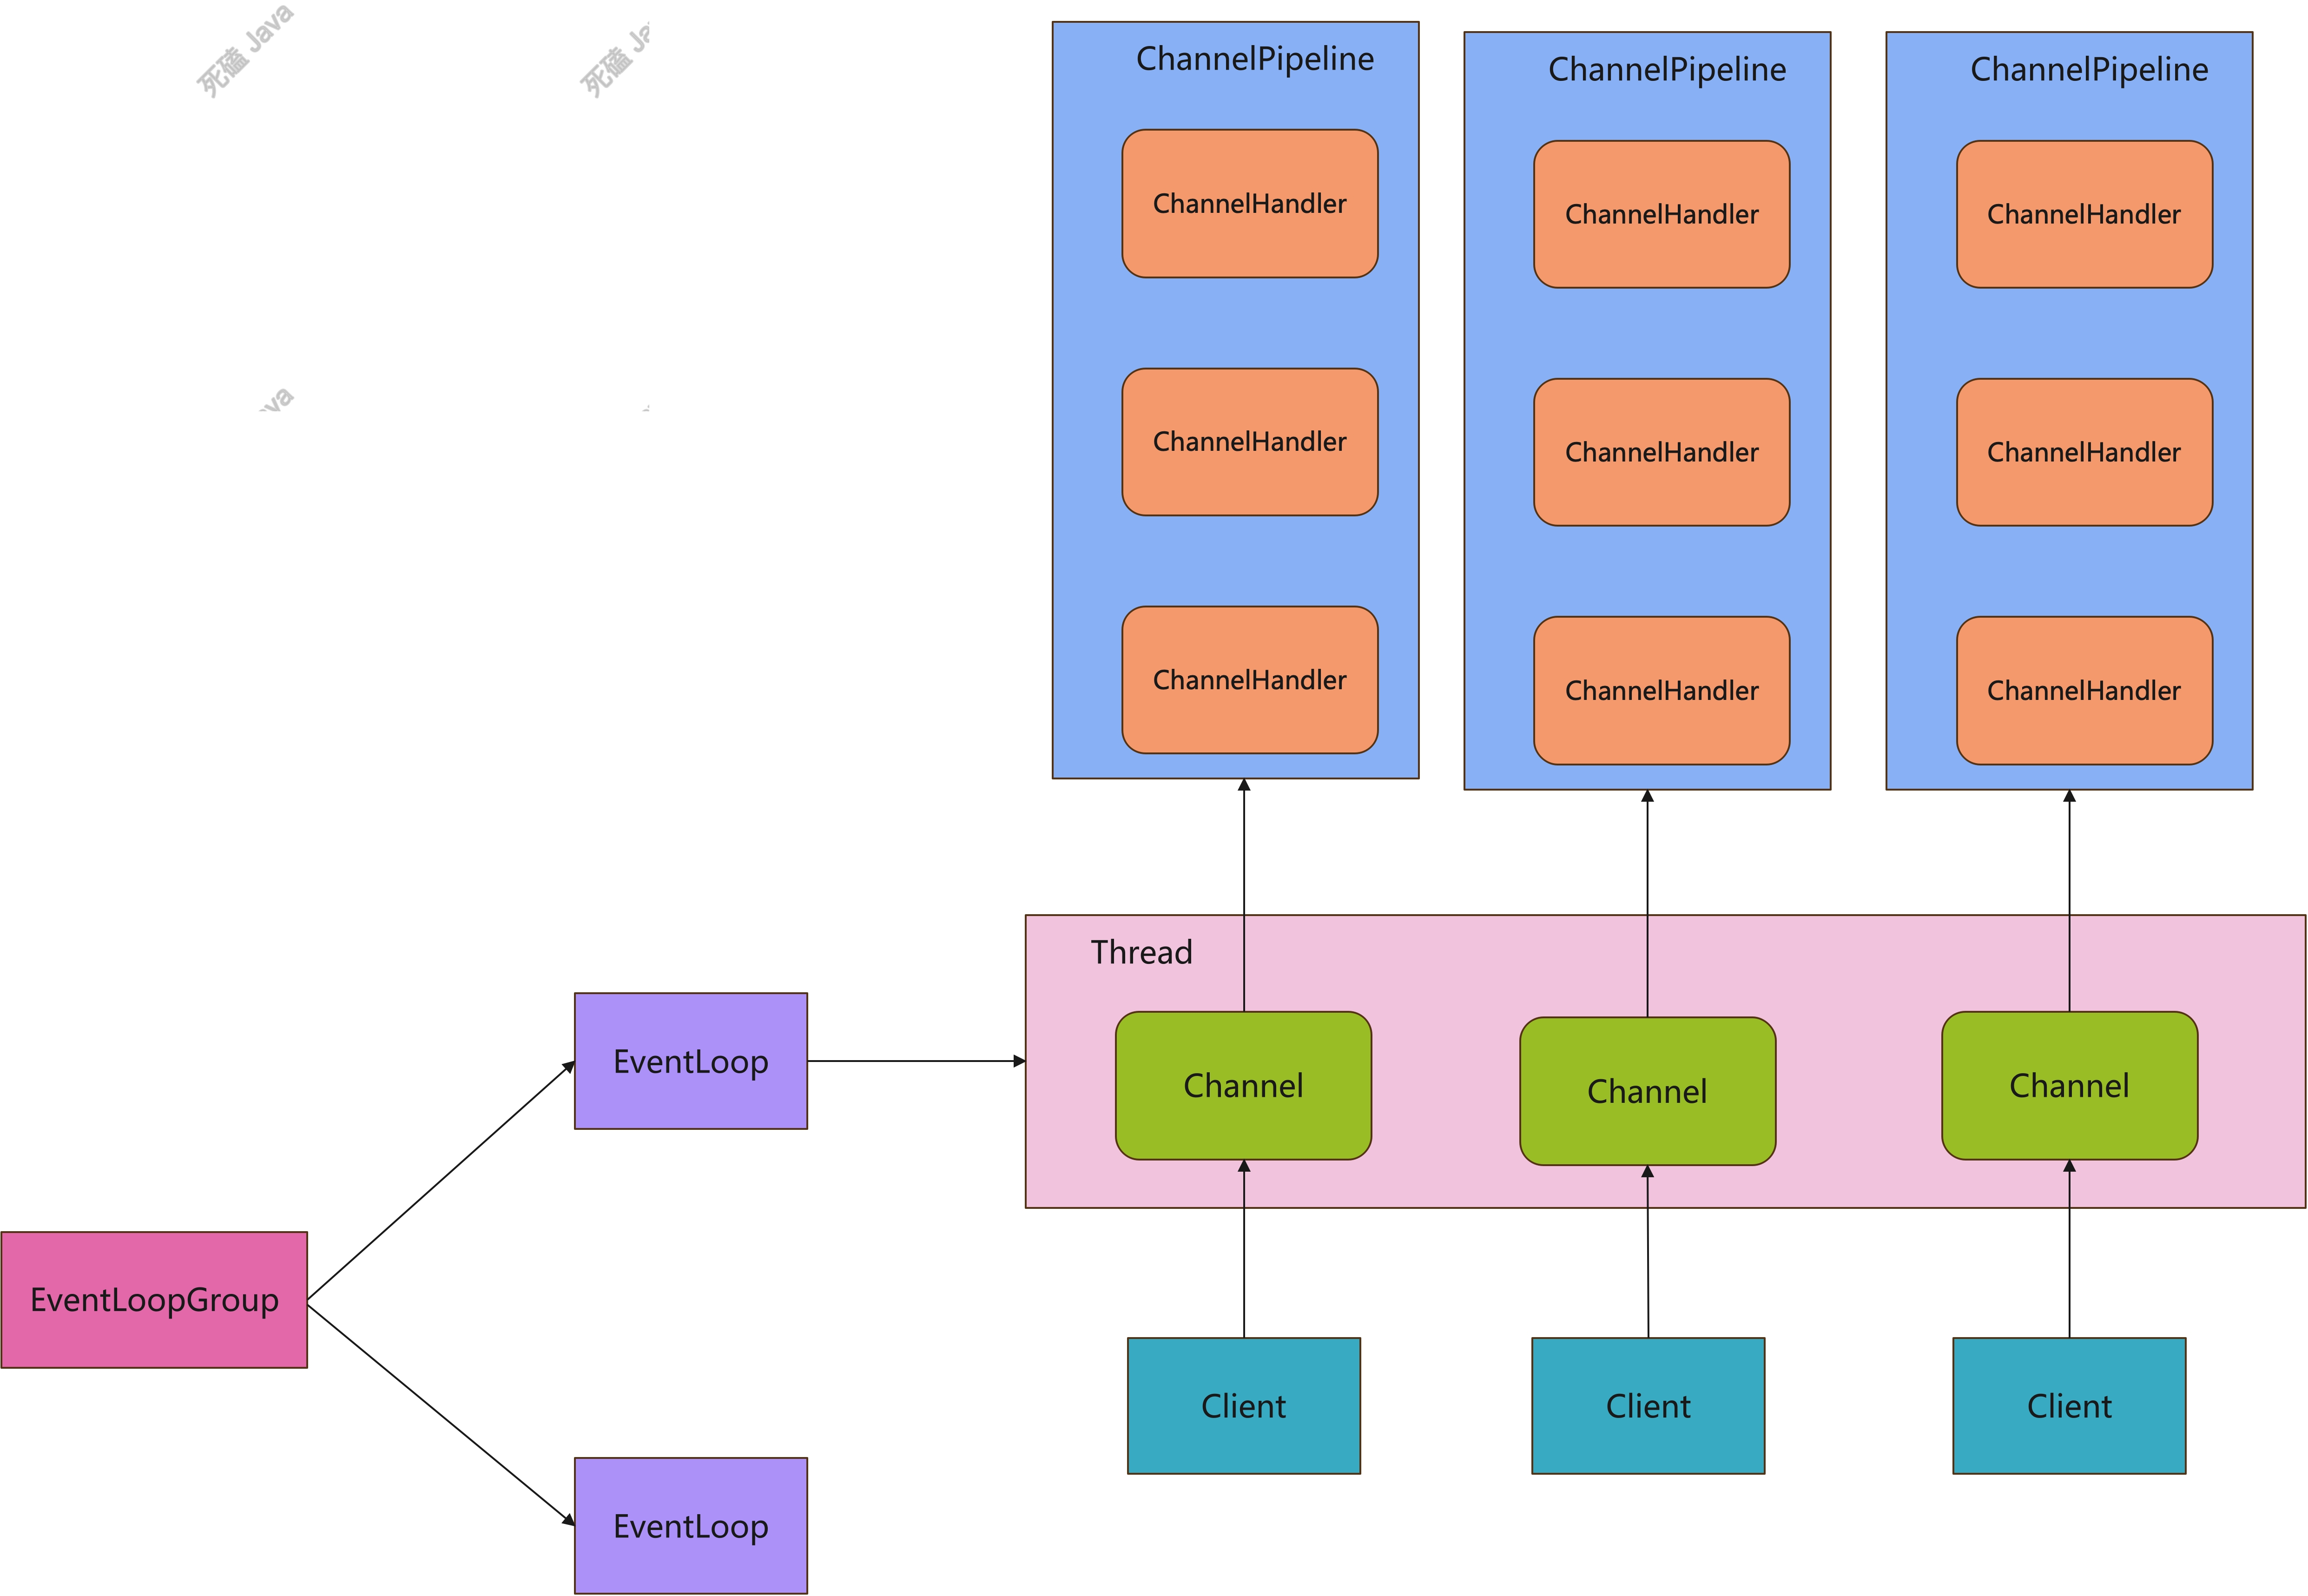 死磕 Java
死磕 Ja
ChannelPipeline
ChannelPipeline
ChannelPipeline
ChannelHandler
ChannelHandler
ChannelHandler
ChannelHandler
ChannelHandler
ChannelHandler
ChannelHandler
ChannelHandler
ChannelHandler
Thread
EventLoop
Channel
Channel
Channel
EventLoopGroup
Client
Client
Client
EventLoop